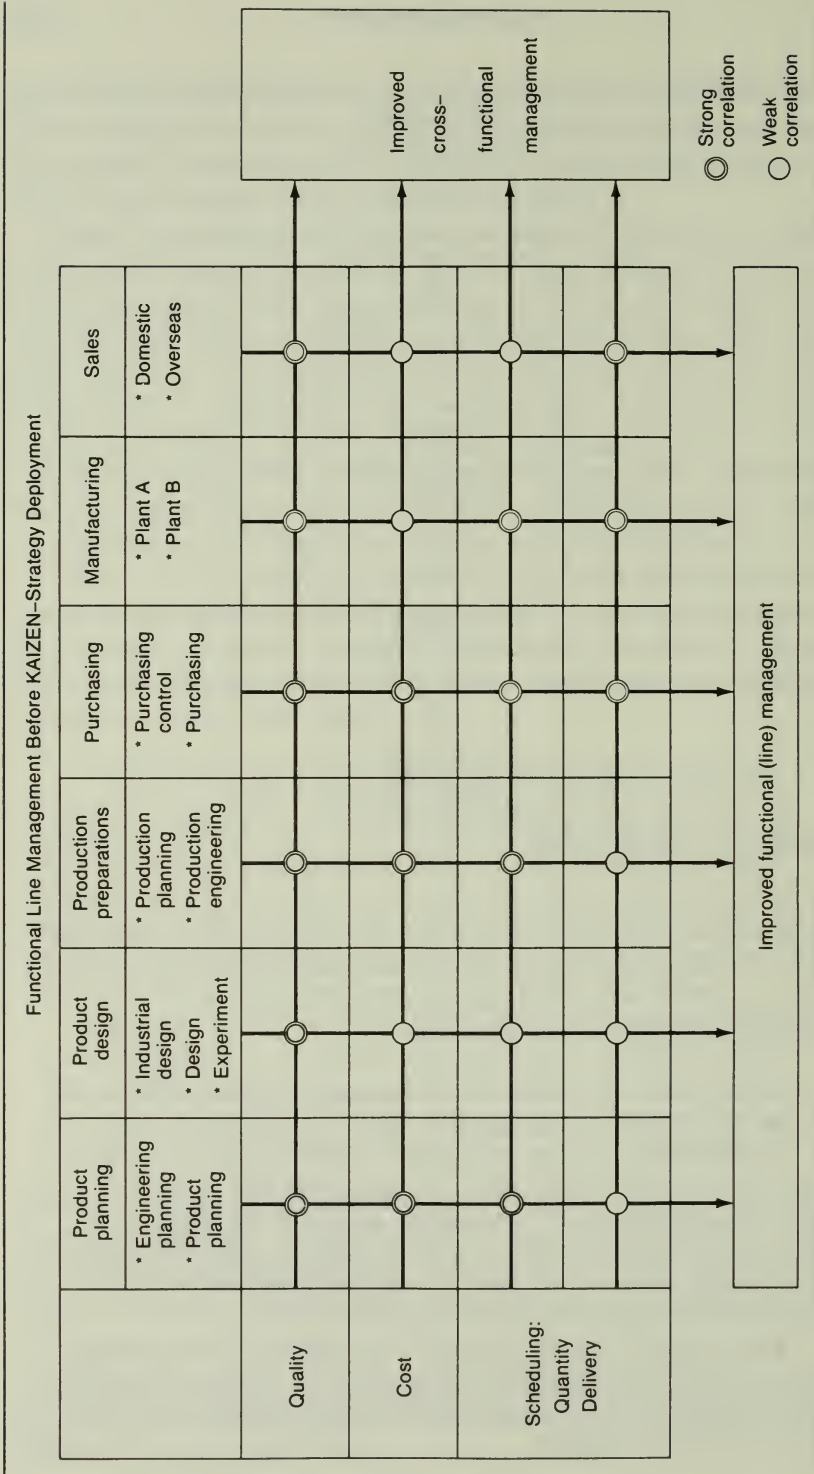 Functional Line Management Before KAIZEN–Strategy Deployment
Product
planning
Product
design
Production
preparations
Purchasing
Manufacturing
Sales
* Engineering
planning
* Product
planning
* Industrial
design
* Design
* Experiment
* Production
planning
* Production
engineering
* Purchasing
control
* Purchasing
* Plant A
* Plant B
* Domestic
* Overseas
Quality
Cost
Scheduling:
Quantity
Delivery
Improved
cross–
functional
management
Improved functional (line) management
Strong
correlation
Weak
correlation